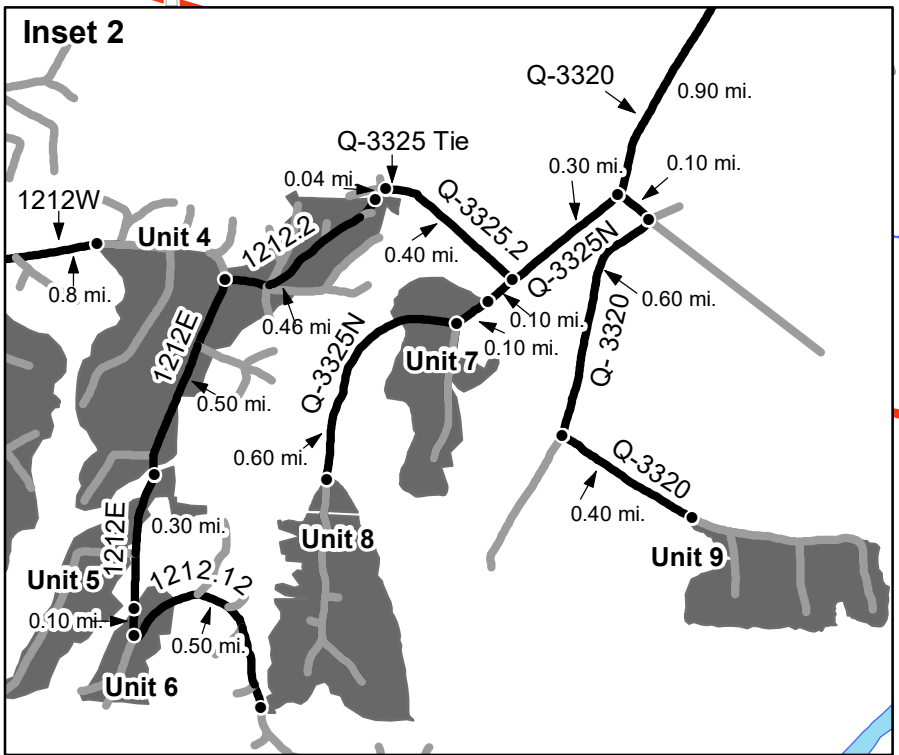 Inset 2
Q-3320
0.90 mi.
Q-3325 Tie
0.30 mi.
0.10 mi.
0.04 mi.
1212W
Unit 4
1212.2
Q-3325.2
0.40 mi.
Q-3325N
0.8 mi.
0.46 mi.
0.10 mi.
0.60 mi.
1212E
Q-3325N
Unit 7
0.10 mi.
Q- 3320
0.50 mi.
0.60 mi.
Q-3320
0.40 mi.
1212E
0.30 mi.
Unit 8
Unit 9
Unit 5
1212.12
0.10 mi.
0.50 mi.
Unit 6